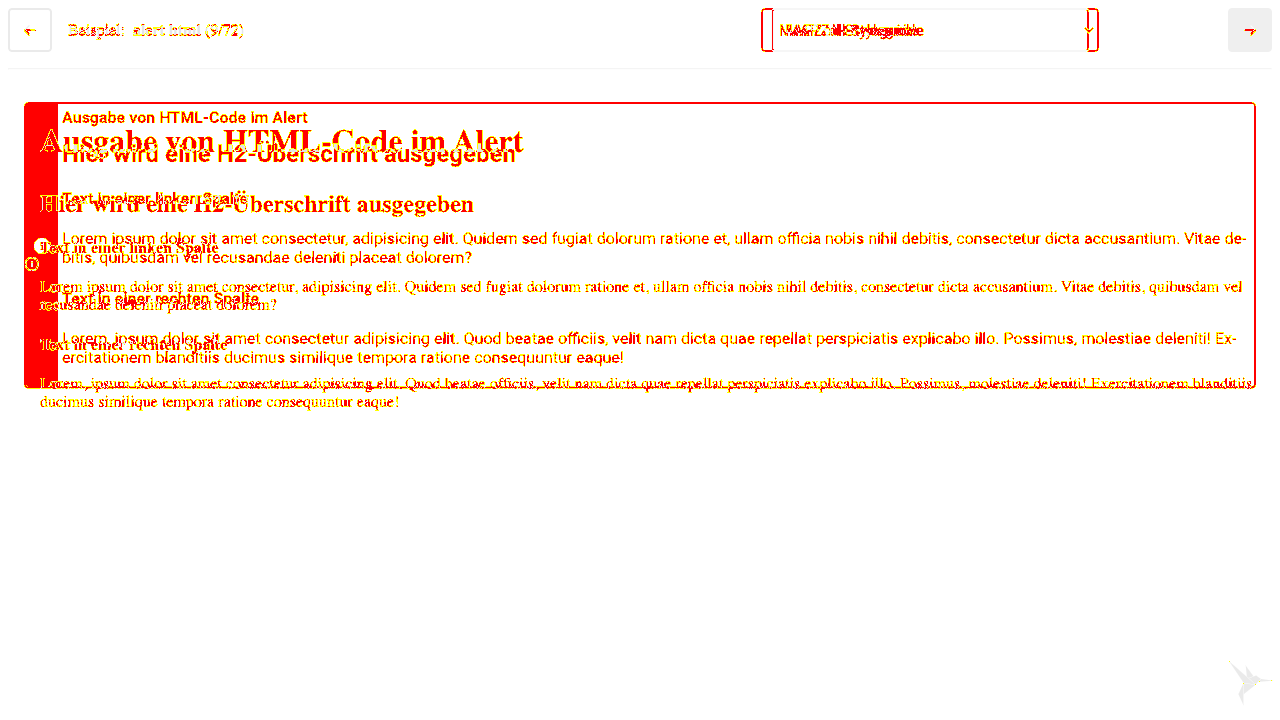 ←
Beispiel: alert html (9/72)
→
Ausgabe von HTML-Code im Alert
Ausgabe von HTML-Code im Alert
Hier wird eine H2-Überschrift ausgegeben
Text in einer linken Spalte
Hier wird eine H2-Überschrift ausgegeben
Lorem ipsum dolor sit amet consectetur, adipisicing elit. Quidem sed fugiat dolorum ratione et, ullam officia nobis nihil debitis, consectetur dicta accusantium. Vitae de-
Text in einer linken Spalte
bitis, quibusdam vel recusandae deleniti placeat dolorem?
Lorem ipsum dolor sit amet consectetur, adipisicing elit. Quidem sed fugiat dolorum ratione et, ullam officia nobis nihil debitis, consectetur dicta accusantium. Vitae debitis, quibusdam vel
Text in einer rechten Spalte
recusandae deleniti placeat dolorem?
Lorem ipsum dolor sit amet consectetur adipisicing elit. Quod beatae officiis, velit nam dicta quae repellat perspiciatis explicabo illo. Possimus, molestiae deleniti! Ex-
Text in einer rechten Spalte
ercitationem blanditiis ducimus similique tempora ratione consequuntur eaque!
Lorem, ipsum dolor sit amet consectetur adipisicing elit. Quod beatae officiis, velit nam dicta quae repellat perspiciatis explicabo illo. Possimus, molestiae deleniti! Exercitationem blanditiis
ducimus similique tempora ratione consequuntur eaque!